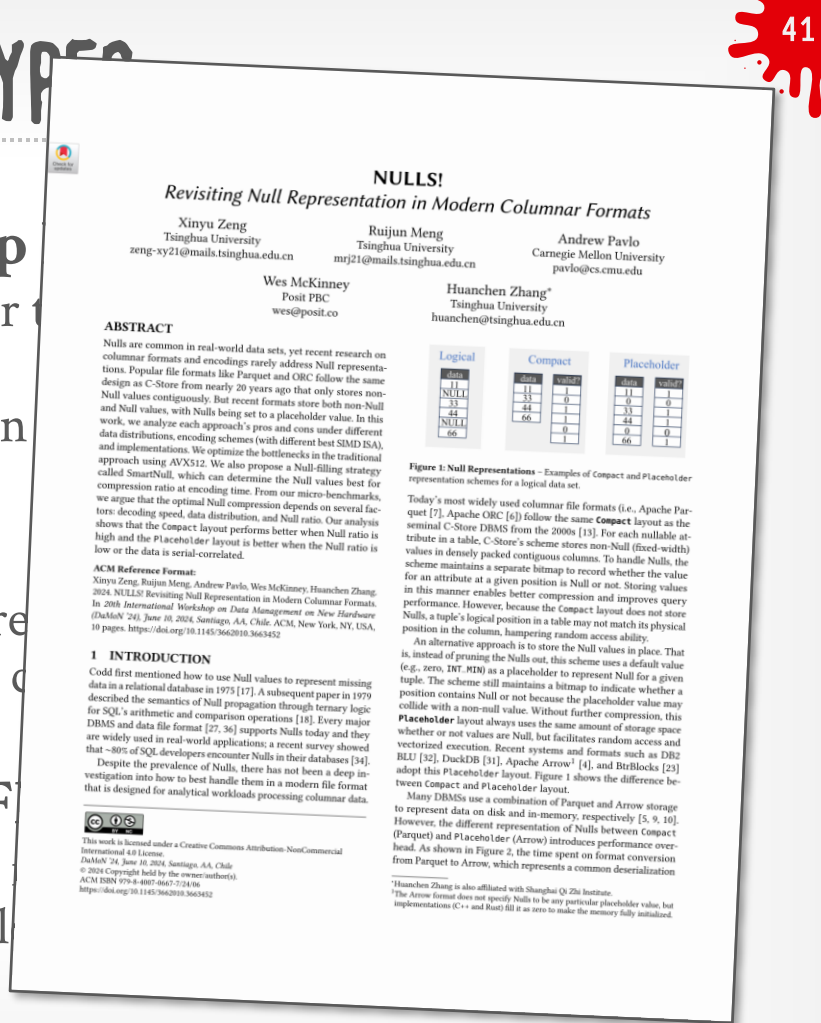 41
Check for
updates
NULLS!
Revisiting Null Representation in Modern Columnar Formats
Xinyu Zeng
Tsinghua University
zeng-xy21@mails.tsinghua.edu.cn
Ruijun Meng
Tsinghua University
mrj21@mails.tsinghua.edu.cn
Andrew Pavlo
Carnegie Mellon University
pavlo@cs.cmu.edu
Wes McKinney
Posit PBC
wes@posit.co
Huanchen Zhang*
Tsinghua University
huanchen@tsinghua.edu.cn
ABSTRACT
Nulls are common in real-world data sets, yet recent research on
columnar formats and encodings rarely address Null representa-
tions. Popular file formats like Parquet and ORC follow the same
design as C-Store from nearly 20 years ago that only stores non-
Null values contiguously. But recent formats store both non-Null
and Null values, with Nulls being set to a placeholder value. In this
work, we analyze each approach's pros and cons under different
data distributions, encoding schemes (with different best SIMD ISA),
and implementations. We optimize the bottlenecks in the traditional
approach using AVX512. We also propose a Null-filling strategy
called SmartNull, which can determine the Null values best for
compression ratio at encoding time. From our micro-benchmarks,
we argue that the optimal Null compression depends on several fac-
tors: decoding speed, data distribution, and Null ratio. Our analysis
shows that the Compact layout performs better when Null ratio is
high and the Placeholder layout is better when the Null ratio is
low or the data is serial-correlated.
ACM Reference Format:
Xinyu Zeng, Ruijun Meng, Andrew Pavlo, Wes McKinney, Huanchen Zhang.
2024. NULLS! Revisiting Null Representation in Modern Columnar Formats.
In 20th International Workshop on Data Management on New Hardware
(DaMoN '24), June 10, 2024, Santiago, AA, Chile. ACM, New York, NY, USA,
10 pages. https://doi.org/10.1145/3662010.3663452
1 INTRODUCTION
Codd first mentioned how to use Null values to represent missing
data in a relational database in 1975 [17]. A subsequent paper in 1979
described the semantics of Null propagation through ternary logic
for SQL's arithmetic and comparison operations [18]. Every major
DBMS and data file format [27, 36] supports Nulls today and they
are widely used in real-world applications; a recent survey showed
that ~80% of SQL developers encounter Nulls in their databases [34].
Despite the prevalence of Nulls, there has not been a deep in-
vestigation into how to best handle them in a modern file format
that is designed for analytical workloads processing columnar data.
CC BY NC
This work is licensed under a Creative Commons Attribution-NonCommercial
International 4.0 License.
DaMoN '24, June 10, 2024, Santiago, AA, Chile
© 2024 Copyright held by the owner/author(s).
ACM ISBN 979-8-4007-0667-7/24/06
https://doi.org/10.1145/3662010.3663452
Logical
data
11
NULL
33
44
NULL
66
Compact
data valid?
11 1
33 0
44 1
66 1
0
1
Placeholder
data valid?
11 1
0 0
33 1
44 1
0 0
66 1
Figure 1: Null Representations – Examples of Compact and Placeholder
representation schemes for a logical data set.
Today's most widely used columnar file formats (i.e., Apache Par-
quet [7], Apache ORC [6]) follow the same Compact layout as the
seminal C-Store DBMS from the 2000s [13]. For each nullable at-
tribute in a table, C-Store's scheme stores non-Null (fixed-width)
values in densely packed contiguous columns. To handle Nulls, the
scheme maintains a separate bitmap to record whether the value
for an attribute at a given position is Null or not. Storing values
in this manner enables better compression and improves query
performance. However, because the Compact layout does not store
Nulls, a tuple's logical position in a table may not match its physical
position in the column, hampering random access ability.
An alternative approach is to store the Null values in place. That
is, instead of pruning the Nulls out, this scheme uses a default value
(e.g., zero, INT_MIN) as a placeholder to represent Null for a given
tuple. The scheme still maintains a bitmap to indicate whether a
position contains Null or not because the placeholder value may
collide with a non-null value. Without further compression, this
Placeholder layout always uses the same amount of storage space
whether or not values are Null, but facilitates random access and
vectorized execution. Recent systems and formats such as DB2
BLU [32], DuckDB [31], Apache Arrow¹ [4], and BtrBlocks [23]
adopt this Placeholder layout. Figure 1 shows the difference be-
tween Compact and Placeholder layout.
Many DBMSs use a combination of Parquet and Arrow storage
to represent data on disk and in-memory, respectively [5, 9, 10].
However, the different representation of Nulls between Compact
(Parquet) and Placeholder (Arrow) introduces performance over-
head. As shown in Figure 2, the time spent on format conversion
from Parquet to Arrow, which represents a common deserialization
*Huanchen Zhang is also affiliated with Shanghai Qi Zhi Institute.
¹The Arrow format does not specify Nulls to be any particular placeholder value, but
implementations (C++ and Rust) fill it as zero to make the memory fully initialized.